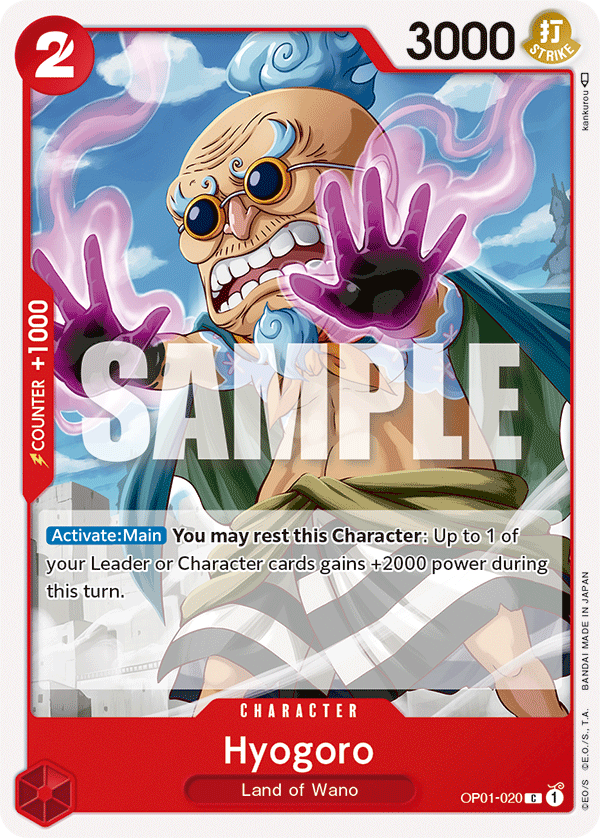 2
3000
打
STRIKE
kankurou
COUNTER +1000
SAMPLE
Activate:Main You may rest this Character: Up to 1 of
your Leader or Character cards gains +2000 power during
this turn.
CHARACTER
Hyogoro
Land of Wano
OP01-020 C 1
©EO/S ©E.O./S., T.A. BANDAI MADE IN JAPAN